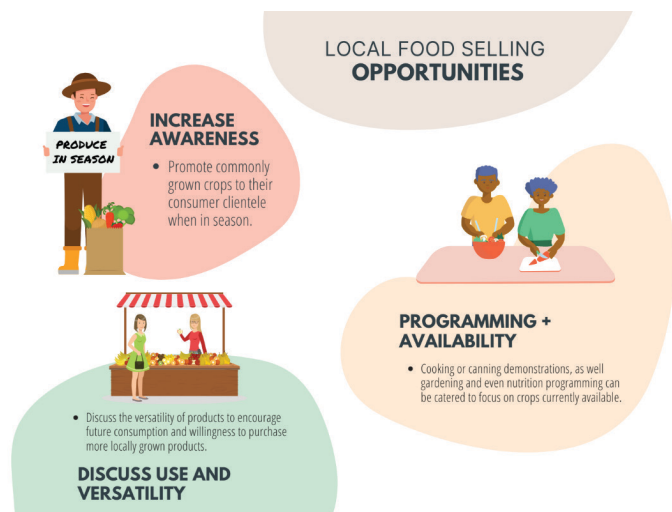 LOCAL FOOD SELLING
OPPORTUNITIES
PRODUCE
IN SEASON
INCREASE
AWARENESS
• Promote commonly
grown crops to their
consumer clientele
when in season.
PROGRAMMING +
AVAILABILITY
• Cooking or canning demonstrations, as well
gardening and even nutrition programming can
be catered to focus on crops currently available.
• Discuss the versatility of products to encourage
future consumption and willingness to purchase
more locally grown products.
DISCUSS USE AND
VERSATILITY